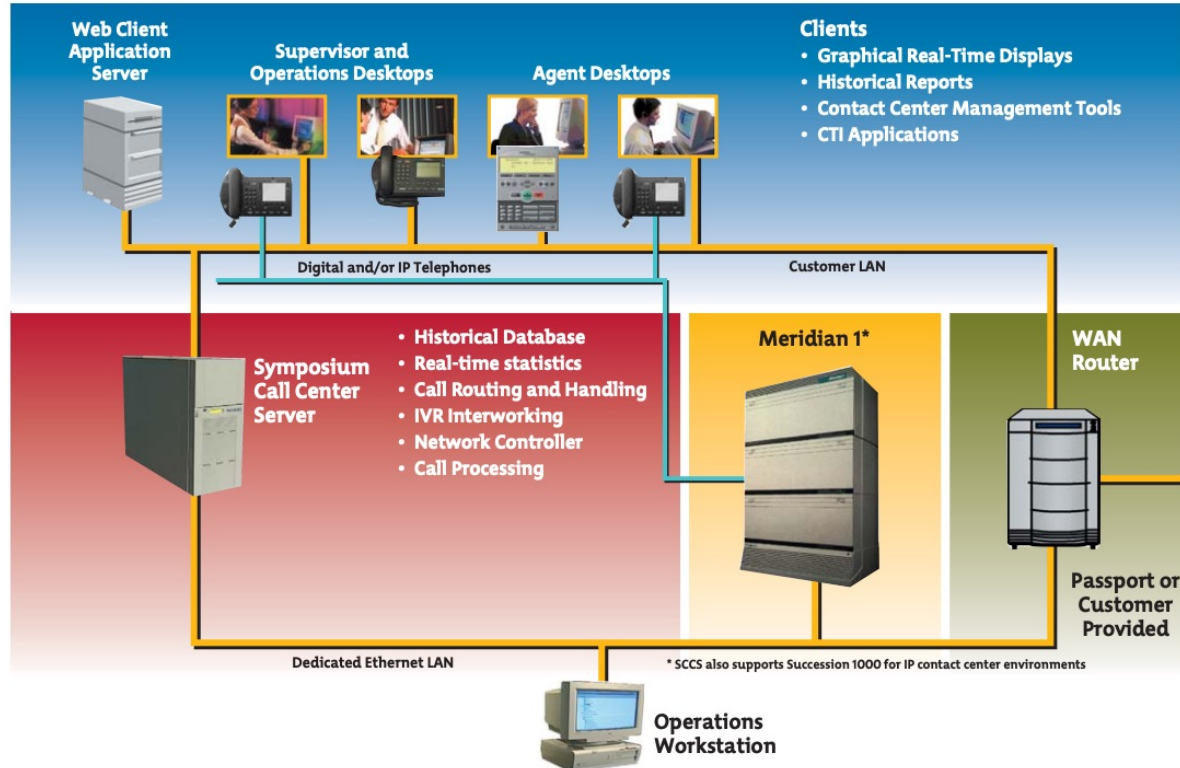 Web Client
Application
Server
Supervisor and
Operations Desktops
Agent Desktops
Clients
• Graphical Real-Time Displays
• Historical Reports
• Contact Center Management Tools
• CTI Applications
Digital and/or IP Telephones
Customer LAN
Symposium
Call Center
Server
• Historical Database
• Real-time statistics
• Call Routing and Handling
• IVR Interworking
• Network Controller
• Call Processing
Meridian 1*
WAN
Router
Passport or
Customer
Provided
Dedicated Ethernet LAN
* SCCS also supports Succession 1000 for IP contact center environments
Operations
Workstation